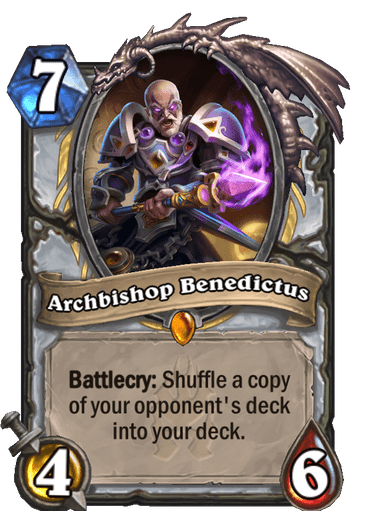 7
Archbishop Benedictus
Battlecry: Shuffle a copy
of your opponent's deck
into your deck.
4
6